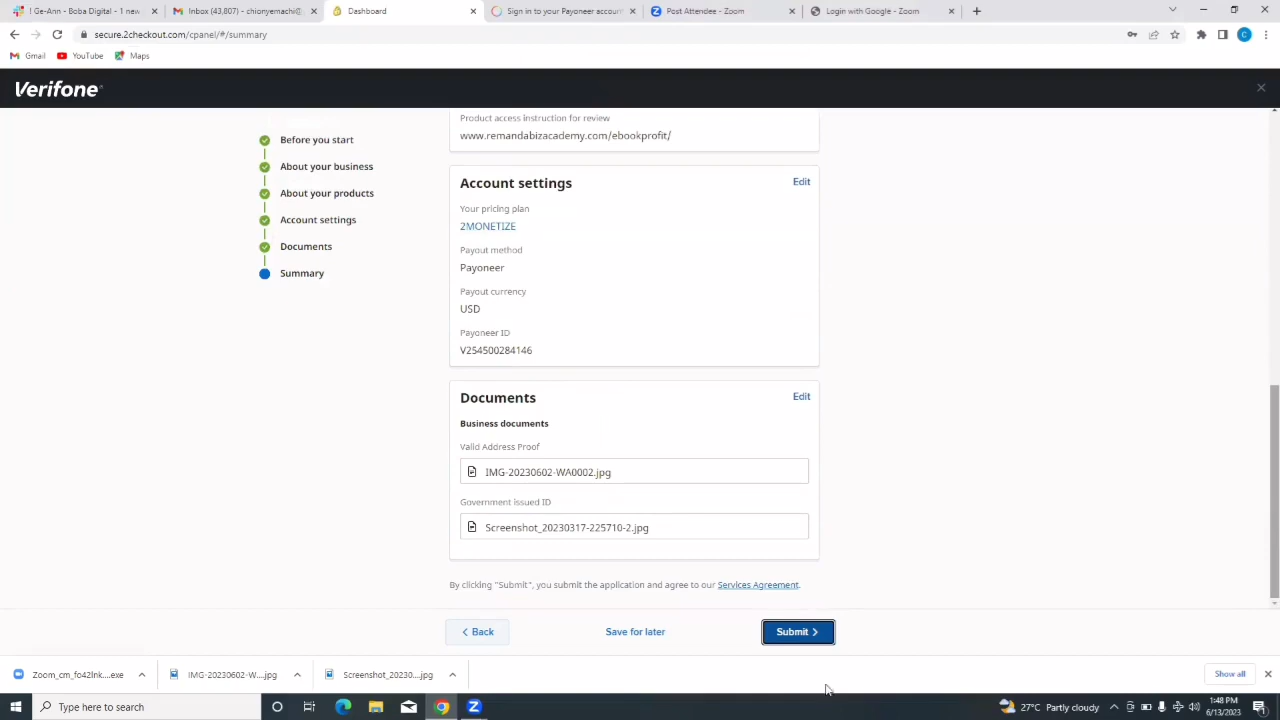 ! Ge-Ann - Boba Digital - 1 new
Inbox (43,807) - chionyemachi@
Dashboard
Sign in to your Payoneer account
Post Attendee - Zoom
Login with Google - Zoom
secure.2checkout.com/cpanel/#/summary
C
Gmail
YouTube
Maps
Verifone
Product access instruction for review
www.remandabizacademy.com/ebookprofit/
Before you start
About your business
About your products
Account settings
Documents
Summary
Account settings
Edit
Your pricing plan
2MONETIZE
Payout method
Payoneer
Payout currency
USD
Payoneer ID
V254500284146
Documents
Edit
Business documents
Valid Address Proof
IMG-20230602-WA0002.jpg
Government issued ID
Screenshot_20230317-225710-2.jpg
By clicking "Submit", you submit the application and agree to our Services Agreement.
Back
Save for later
Submit
Zoom_cm_fo42lnk....exe
IMG-20230602-W....jpg
Screenshot_20230....jpg
Show all
Type here to search
27°C Partly cloudy
1:48 PM
6/13/2023